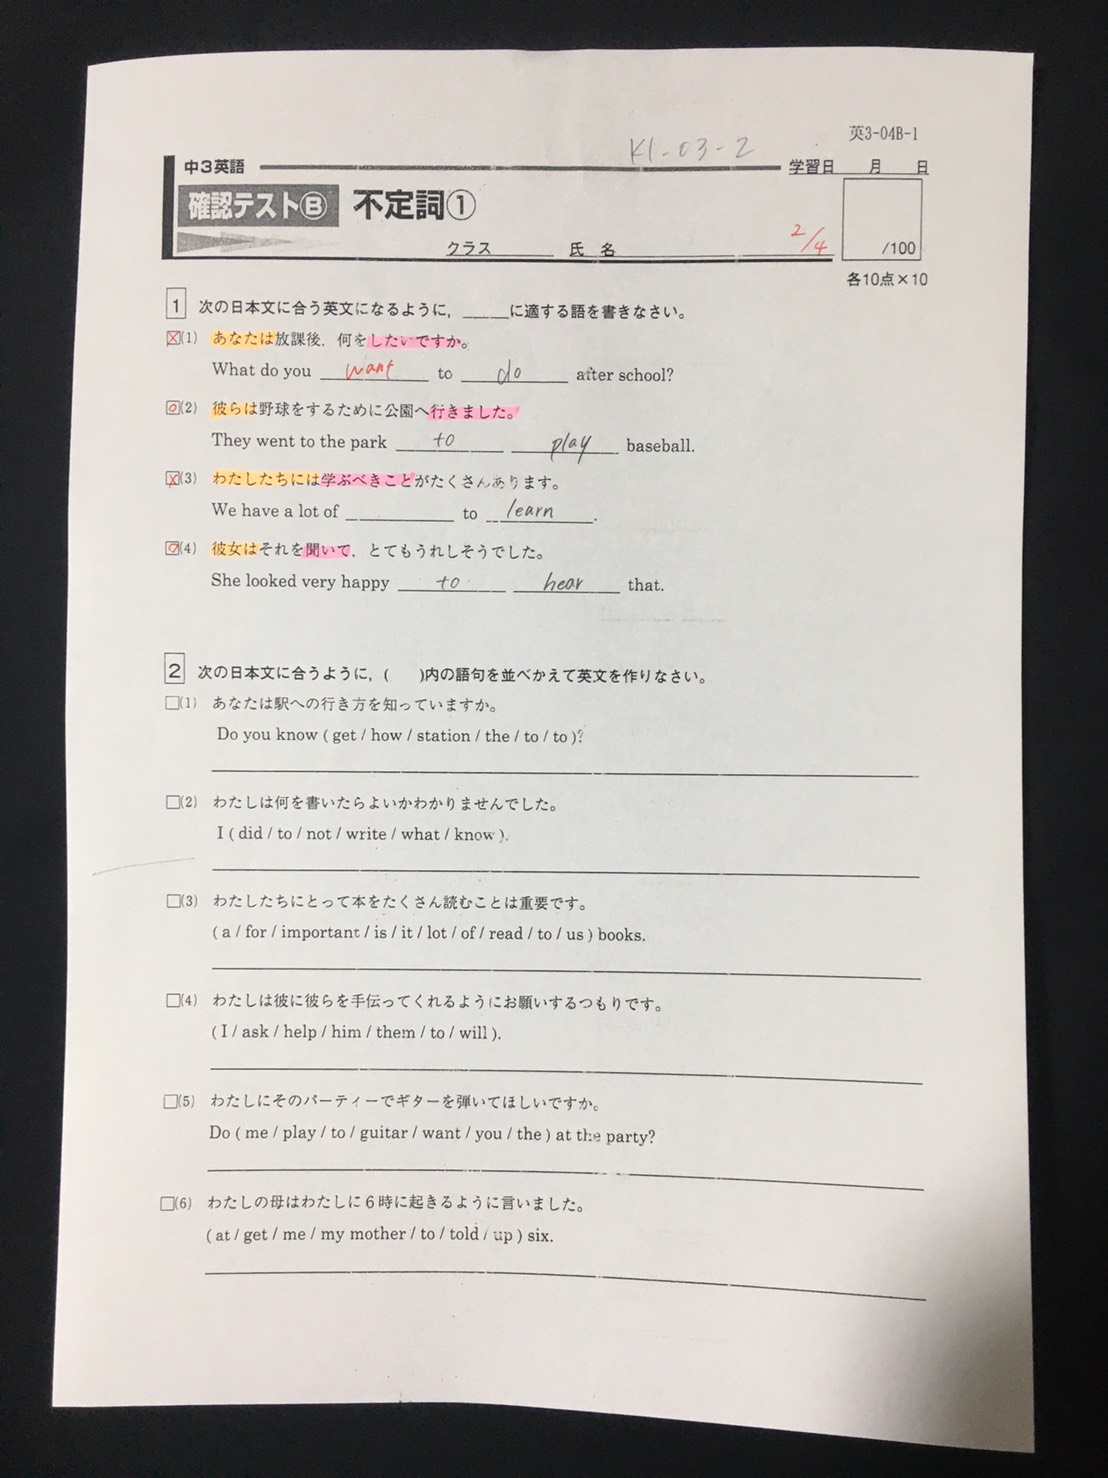 K1-03-2
英3-04B-1
中3英語
学習日 月 日
確認テストⒷ 不定詞①
クラス 氏名
2/4
/100
各10点×10
1 次の日本文に合う英文になるように，____に適する語を書きなさい。
☒(1) あなたは放課後，何をしたいですか。
What do you want to do after school?
(2) 彼らは野球をするために公園へ行きました。
They went to the park to play baseball.
☒(3) わたしたちには学ぶべきことがたくさんあります。
We have a lot of ________ to learn.
(4) 彼女はそれを聞いて，とてもうれしそうでした。
She looked very happy to hear that.
2 次の日本文に合うように，( )内の語句を並べかえて英文を作りなさい。
□(1) あなたは駅への行き方を知っていますか。
Do you know ( get / how / station / the / to / to )?
□(2) わたしは何を書いたらよいかわかりませんでした。
I ( did / to / not / write / what / know ).
□(3) わたしたちにとって本をたくさん読むことは重要です。
( a / for / important / is / it / lot / of / read / to / us ) books.
□(4) わたしは彼に彼らを手伝ってくれるようにお願いするつもりです。
( I / ask / help / him / them / to / will ).
□(5) わたしにそのパーティーでギターを弾いてほしいですか。
Do ( me / play / to / guitar / want / you / the ) at the party?
□(6) わたしの母はわたしに６時に起きるように言いました。
( at / get / me / my mother / to / told / up ) six.